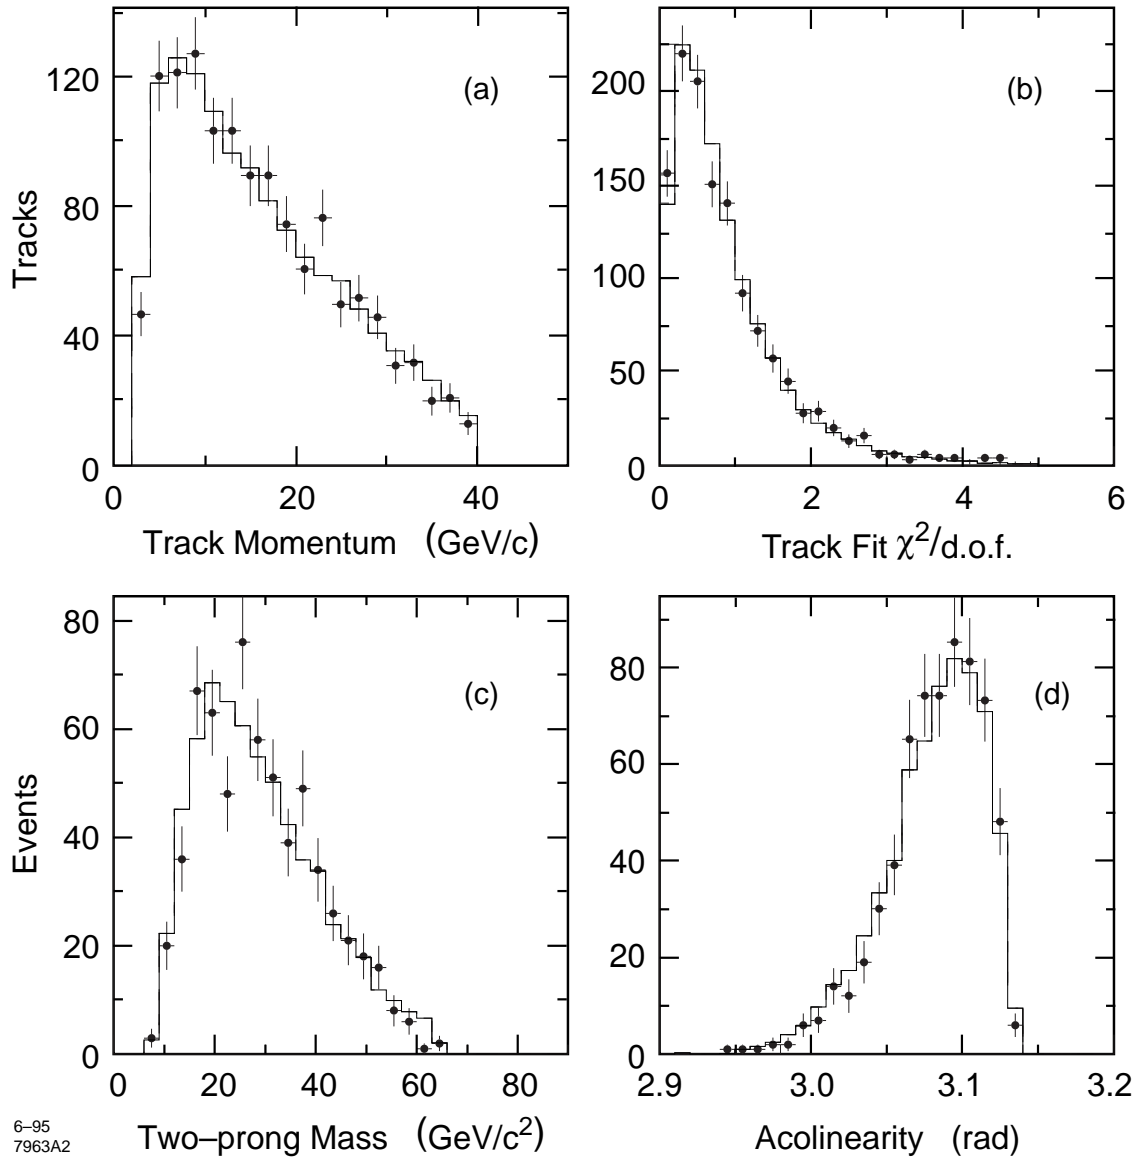 120
80
40
0
Tracks
(a)
0 20 40
Track Momentum (GeV/c)
200
150
100
50
0
(b)
0 2 4 6
Track Fit χ²/d.o.f.
80
60
40
20
0
Events
(c)
0 20 40 60 80
Two–prong Mass (GeV/c²)
80
60
40
20
0
(d)
2.9 3.0 3.1 3.2
Acolinearity (rad)
6–95
7963A2